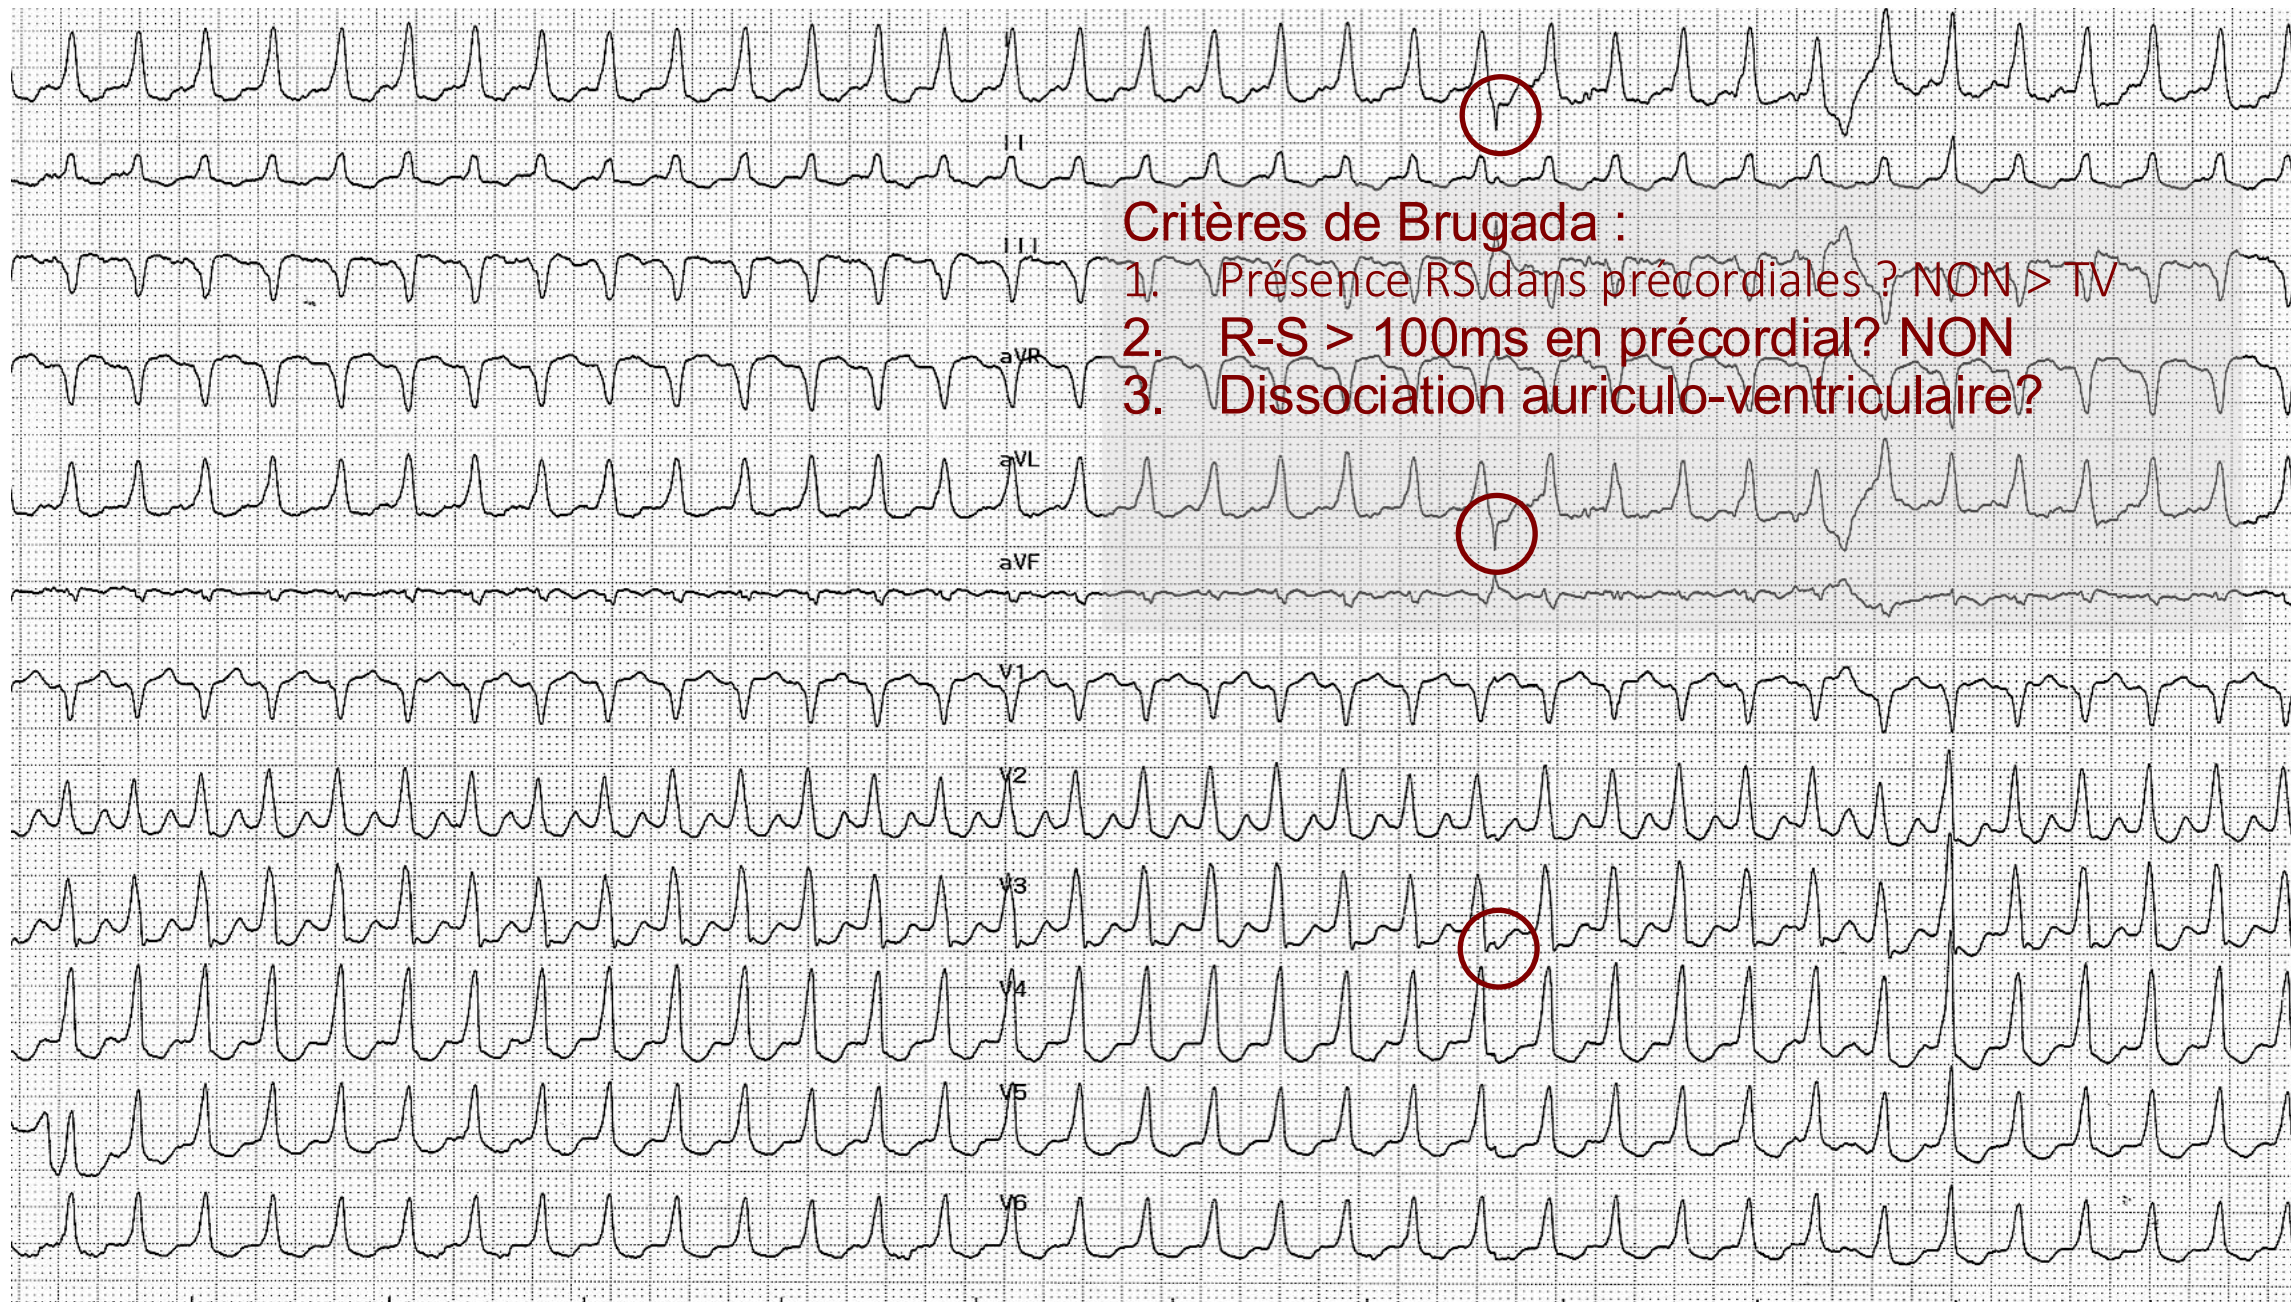 I
II
Critères de Brugada :
III
1. Présence RS dans précordiales ? NON > TV
2. R-S > 100ms en précordial? NON
aVR
3. Dissociation auriculo-ventriculaire?
aVL
aVF
V1
V2
V3
V4
V5
V6